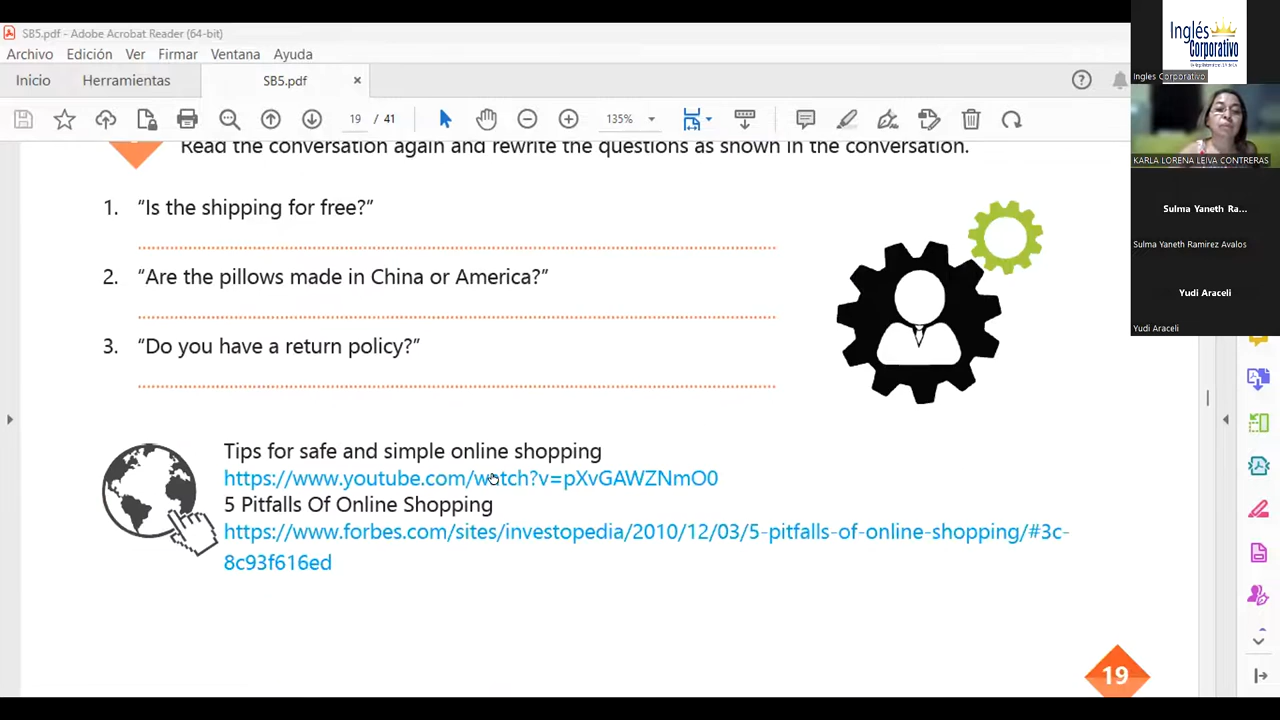 SB5.pdf - Adobe Acrobat Reader (64-bit)
Archivo Edición Ver Firmar Ventana Ayuda
Inicio Herramientas SB5.pdf ×
19 / 41 135%
Read the conversation again and rewrite the questions as shown in the conversation.
1. “Is the shipping for free?”
2. “Are the pillows made in China or America?”
3. “Do you have a return policy?”
Tips for safe and simple online shopping
https://www.youtube.com/watch?v=pXvGAWZNmO0
5 Pitfalls Of Online Shopping
https://www.forbes.com/sites/investopedia/2010/12/03/5-pitfalls-of-online-shopping/#3c-
8c93f616ed
19
Inglés
Corporativo
Ingles Corporativo
KARLA LORENA LEIVA CONTRERAS
Sulma Yaneth Ra...
Sulma Yaneth Ramirez Avalos
Yudi Araceli
Yudi Araceli